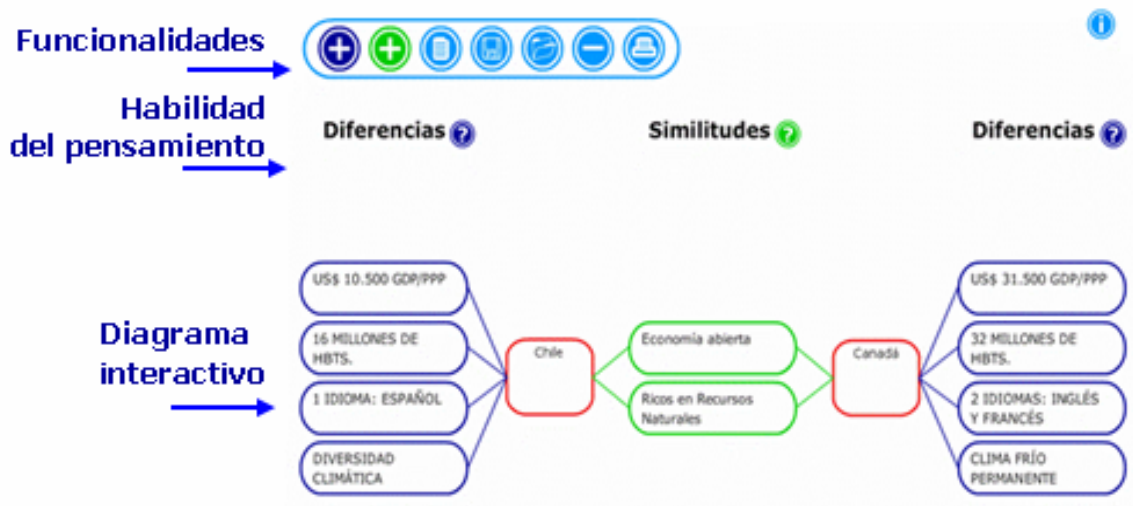 Funcionalidades
Habilidad
del pensamiento
Diferencias
Similitudes
Diferencias
Diagrama
interactivo
US$ 10.500 GDP/PPP
16 MILLONES DE
HBTS.
1 IDIOMA: ESPAÑOL
DIVERSIDAD
CLIMÁTICA
Chile
Economía abierta
Ricos en Recursos
Naturales
Canadá
US$ 31.500 GDP/PPP
32 MILLONES DE
HBTS.
2 IDIOMAS: INGLÉS
Y FRANCÉS
CLIMA FRÍO
PERMANENTE